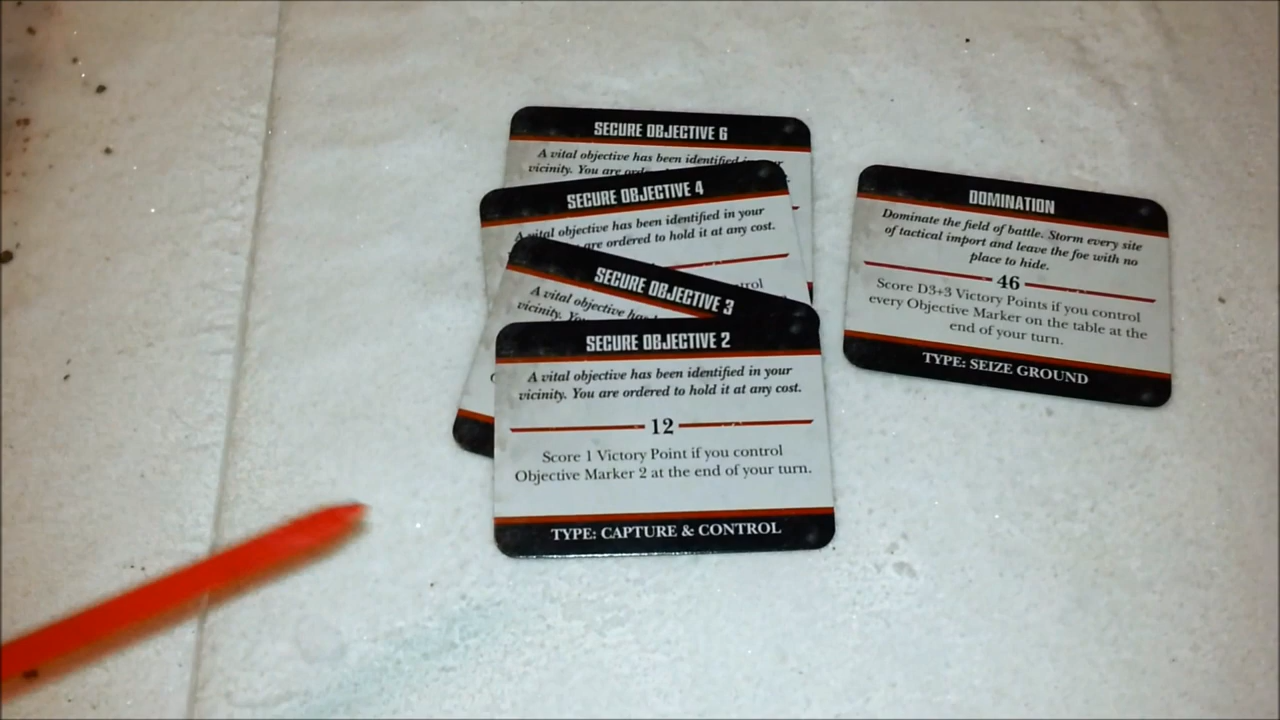 SECURE OBJECTIVE 6
A vital objective has been identified
vicinity. You are
SECURE OBJECTIVE 4
A vital objective has been identified in your
are ordered to hold it at any cost.
SECURE OBJECTIVE 3
A vital objective has
vicinity.
SECURE OBJECTIVE 2
A vital objective has been identified in your
vicinity. You are ordered to hold it at any cost.
12
Score 1 Victory Point if you control
Objective Marker 2 at the end of your turn.
TYPE: CAPTURE & CONTROL
DOMINATION
Dominate the field of battle. Storm every site
of tactical import and leave the foe with no
place to hide.
46
Score D3+3 Victory Points if you control
every Objective Marker on the table at the
end of your turn.
TYPE: SEIZE GROUND